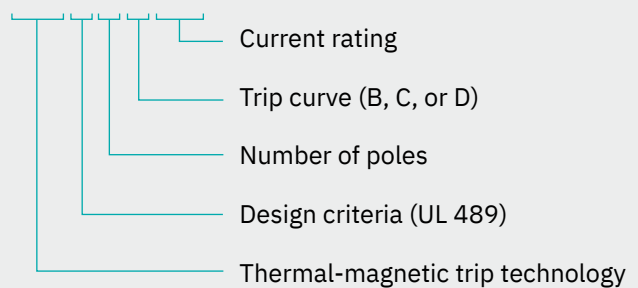 Current rating
Trip curve (B, C, or D)
Number of poles
Design criteria (UL 489)
Thermal-magnetic trip technology